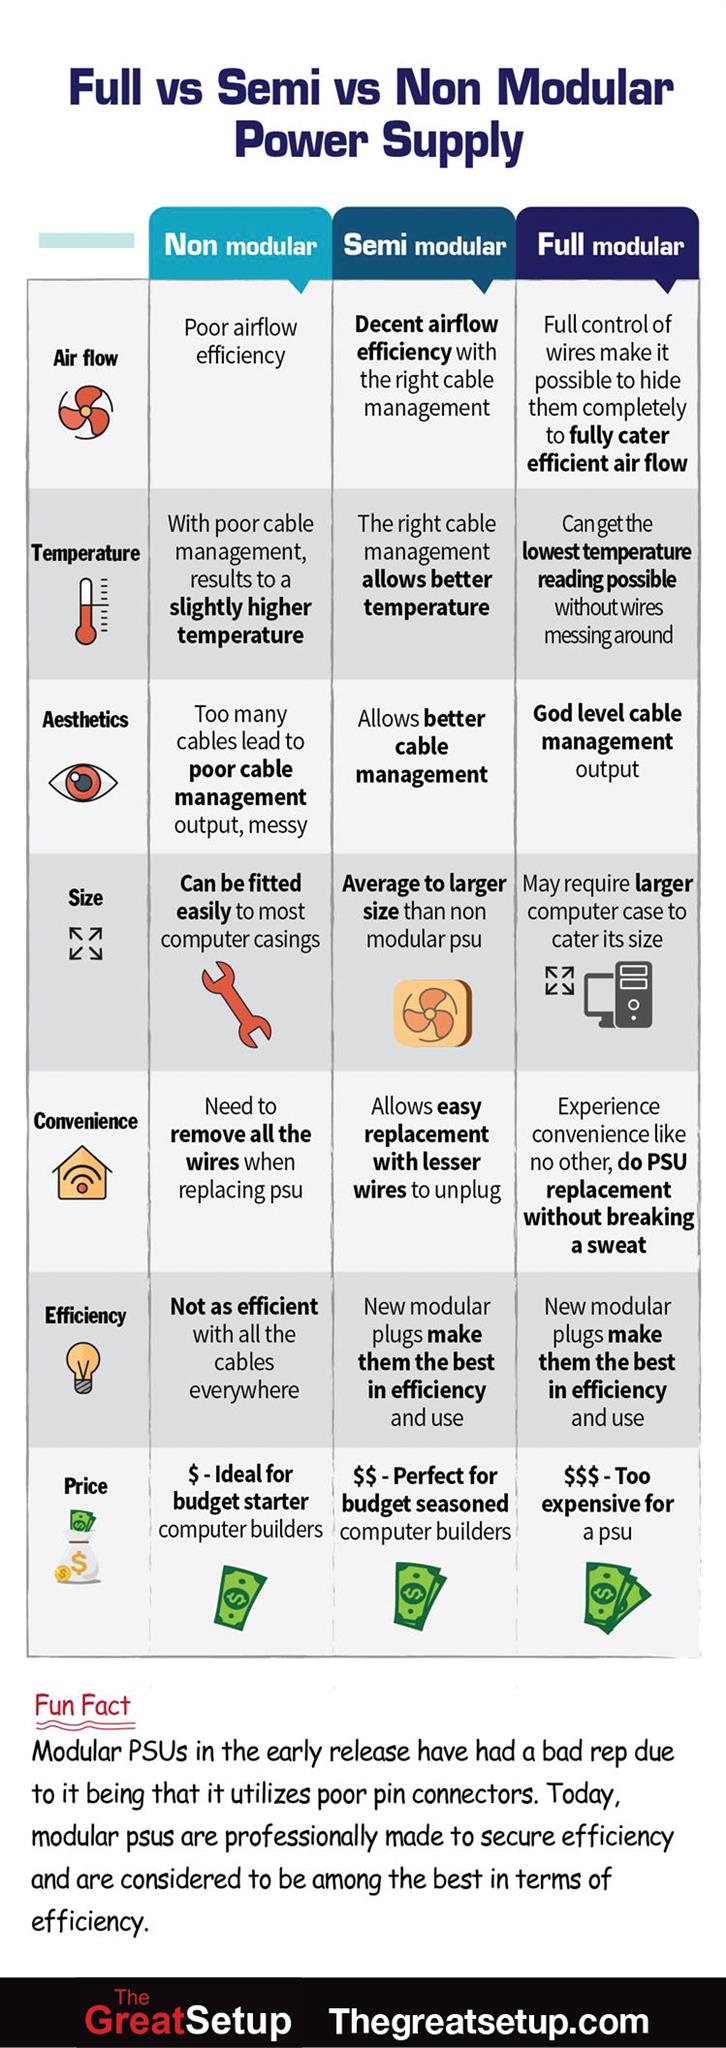 Full vs Semi vs Non Modular
Power Supply
Non modular
Semi modular
Full modular
Air flow
Poor airflow
efficiency
Decent airflow
efficiency with
the right cable
management
Full control of
wires make it
possible to hide
them completely
to fully cater
efficient air flow
Temperature
With poor cable
management,
results to a
slightly higher
temperature
The right cable
management
allows better
temperature
Can get the
lowest temperature
reading possible
without wires
messing around
Aesthetics
Too many
cables lead to
poor cable
management
output, messy
Allows better
cable
management
God level cable
management
output
Size
Can be fitted
easily to most
computer casings
Average to larger
size than non
modular psu
May require larger
computer case to
cater its size
Convenience
Need to
remove all the
wires when
replacing psu
Allows easy
replacement
with lesser
wires to unplug
Experience
convenience like
no other, do PSU
replacement
without breaking
a sweat
Efficiency
Not as efficient
with all the
cables
everywhere
New modular
plugs make
them the best
in efficiency
and use
New modular
plugs make
them the best
in efficiency
and use
Price
$ - Ideal for
budget starter
computer builders
$$ - Perfect for
budget seasoned
computer builders
$$$ - Too
expensive for
a psu
Fun Fact
Modular PSUs in the early release have had a bad rep due
to it being that it utilizes poor pin connectors. Today,
modular psus are professionally made to secure efficiency
and are considered to be among the best in terms of
efficiency.
The
GreatSetup
Thegreatsetup.com